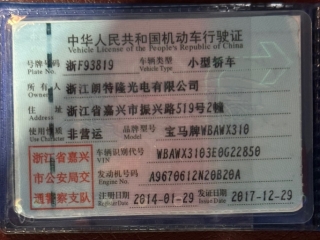 中华人民共和国机动车行驶证
Vehicle License of the People's Republic of China
号牌号码 浙F93819 车辆类型 小型轿车
Plate No. Vehicle Type
所有人 浙江朗特隆光电有限公司
Owner
住址 浙江省嘉兴市振兴路519号2幢
Address
使用性质 非营运 品牌型号 宝马牌WBAWX310
Use Character Model
浙江省嘉兴
市公安局交
通警察支队
车辆识别代号 WBAWX3103E0G22850
VIN
发动机号码 A9670612N20B20A
Engine No.
注册日期 2014-01-29 发证日期 2017-12-29
Register Date Issue Date